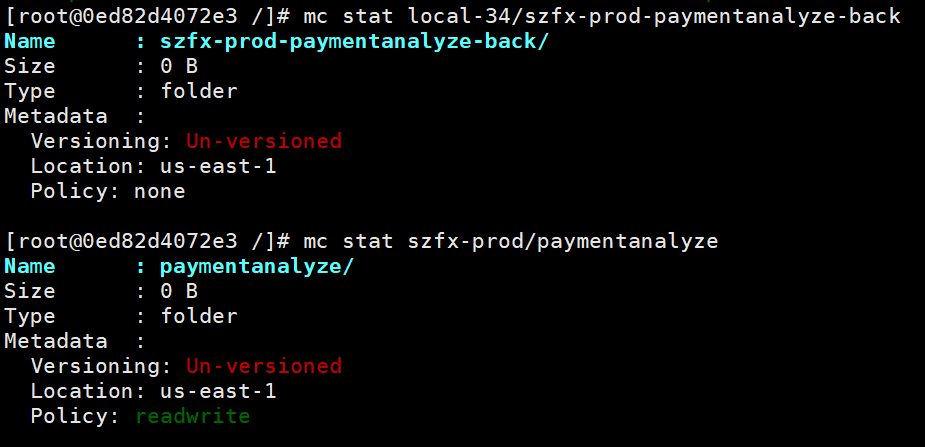 [root@0ed82d4072e3 /]# mc stat local-34/szfx-prod-paymentanalyze-back
Name      : szfx-prod-paymentanalyze-back/
Size      : 0 B
Type      : folder
Metadata  :
  Versioning: Un-versioned
  Location: us-east-1
  Policy: none
[root@0ed82d4072e3 /]# mc stat szfx-prod/paymentanalyze
Name      : paymentanalyze/
Size      : 0 B
Type      : folder
Metadata  :
  Versioning: Un-versioned
  Location: us-east-1
  Policy: readwrite